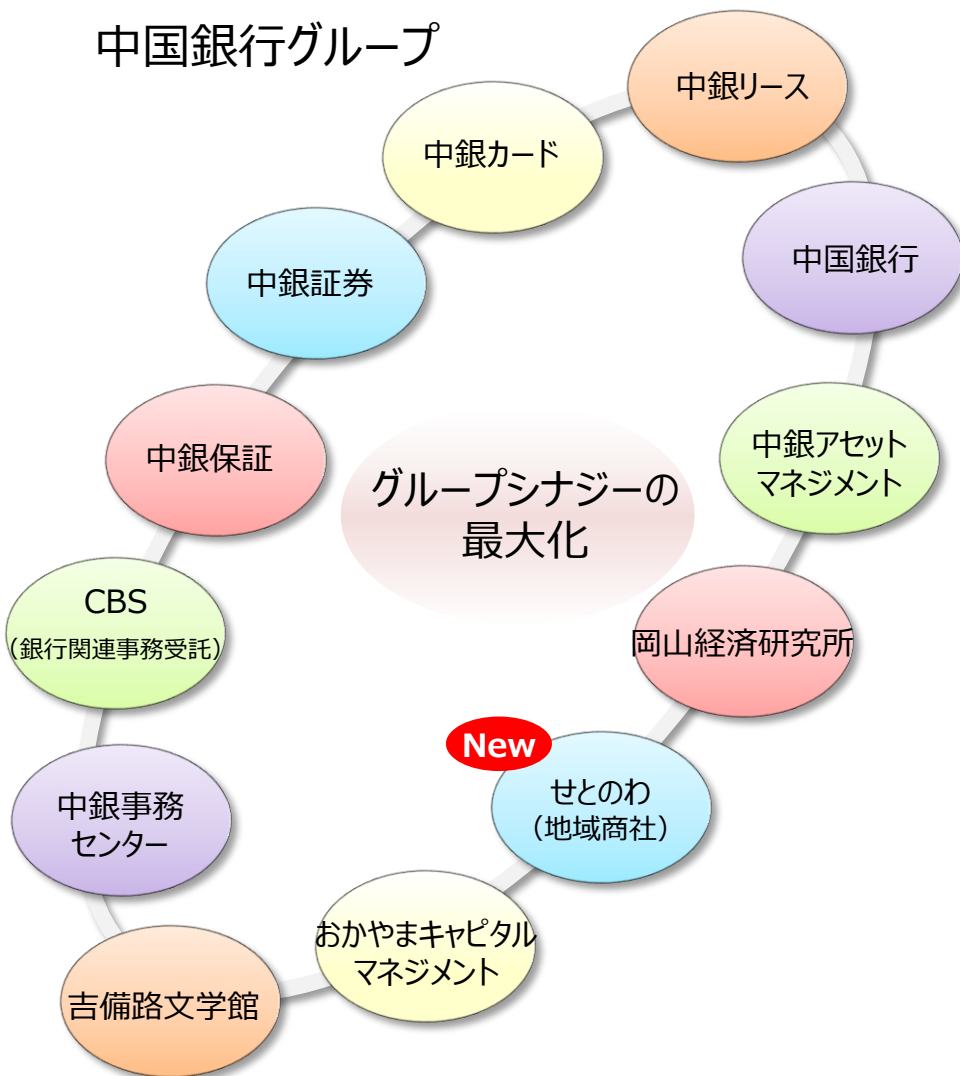 中国銀行グループ
中銀リース
中銀カード
中国銀行
中銀証券
中銀アセット
マネジメント
中銀保証
グループシナジーの
最大化
CBS
（銀行関連事務受託）
岡山経済研究所
New
せとのわ
（地域商社）
中銀事務
センター
おかやまキャピタル
マネジメント
吉備路文学館